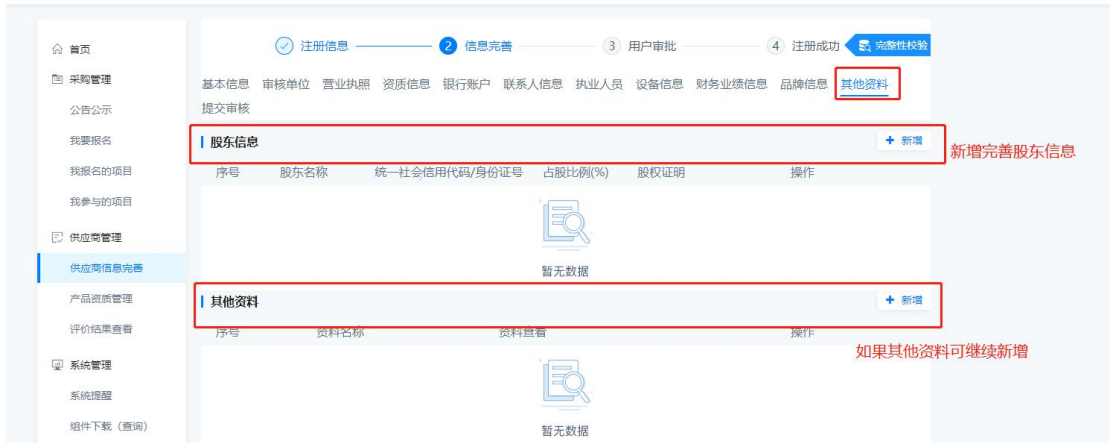 首页
采购管理
公告公示
我要报名
我报名的项目
我参与的项目
供应商管理
供应商信息完善
产品资质管理
评价结果查看
系统管理
系统提醒
组件下载（查询）
注册信息 2 信息完善 3 用户审批 4 注册成功 完整性校验
基本信息 审核单位 营业执照 资质信息 银行账户 联系人信息 执业人员 设备信息 财务业绩信息 品牌信息 其他资料
提交审核
股东信息 + 新增
新增完善股东信息
序号 股东名称 统一社会信用代码/身份证号 占股比例(%) 股权证明 操作
暂无数据
其他资料 + 新增
序号 资料名称 资料查看 操作
如果其他资料可继续新增
暂无数据